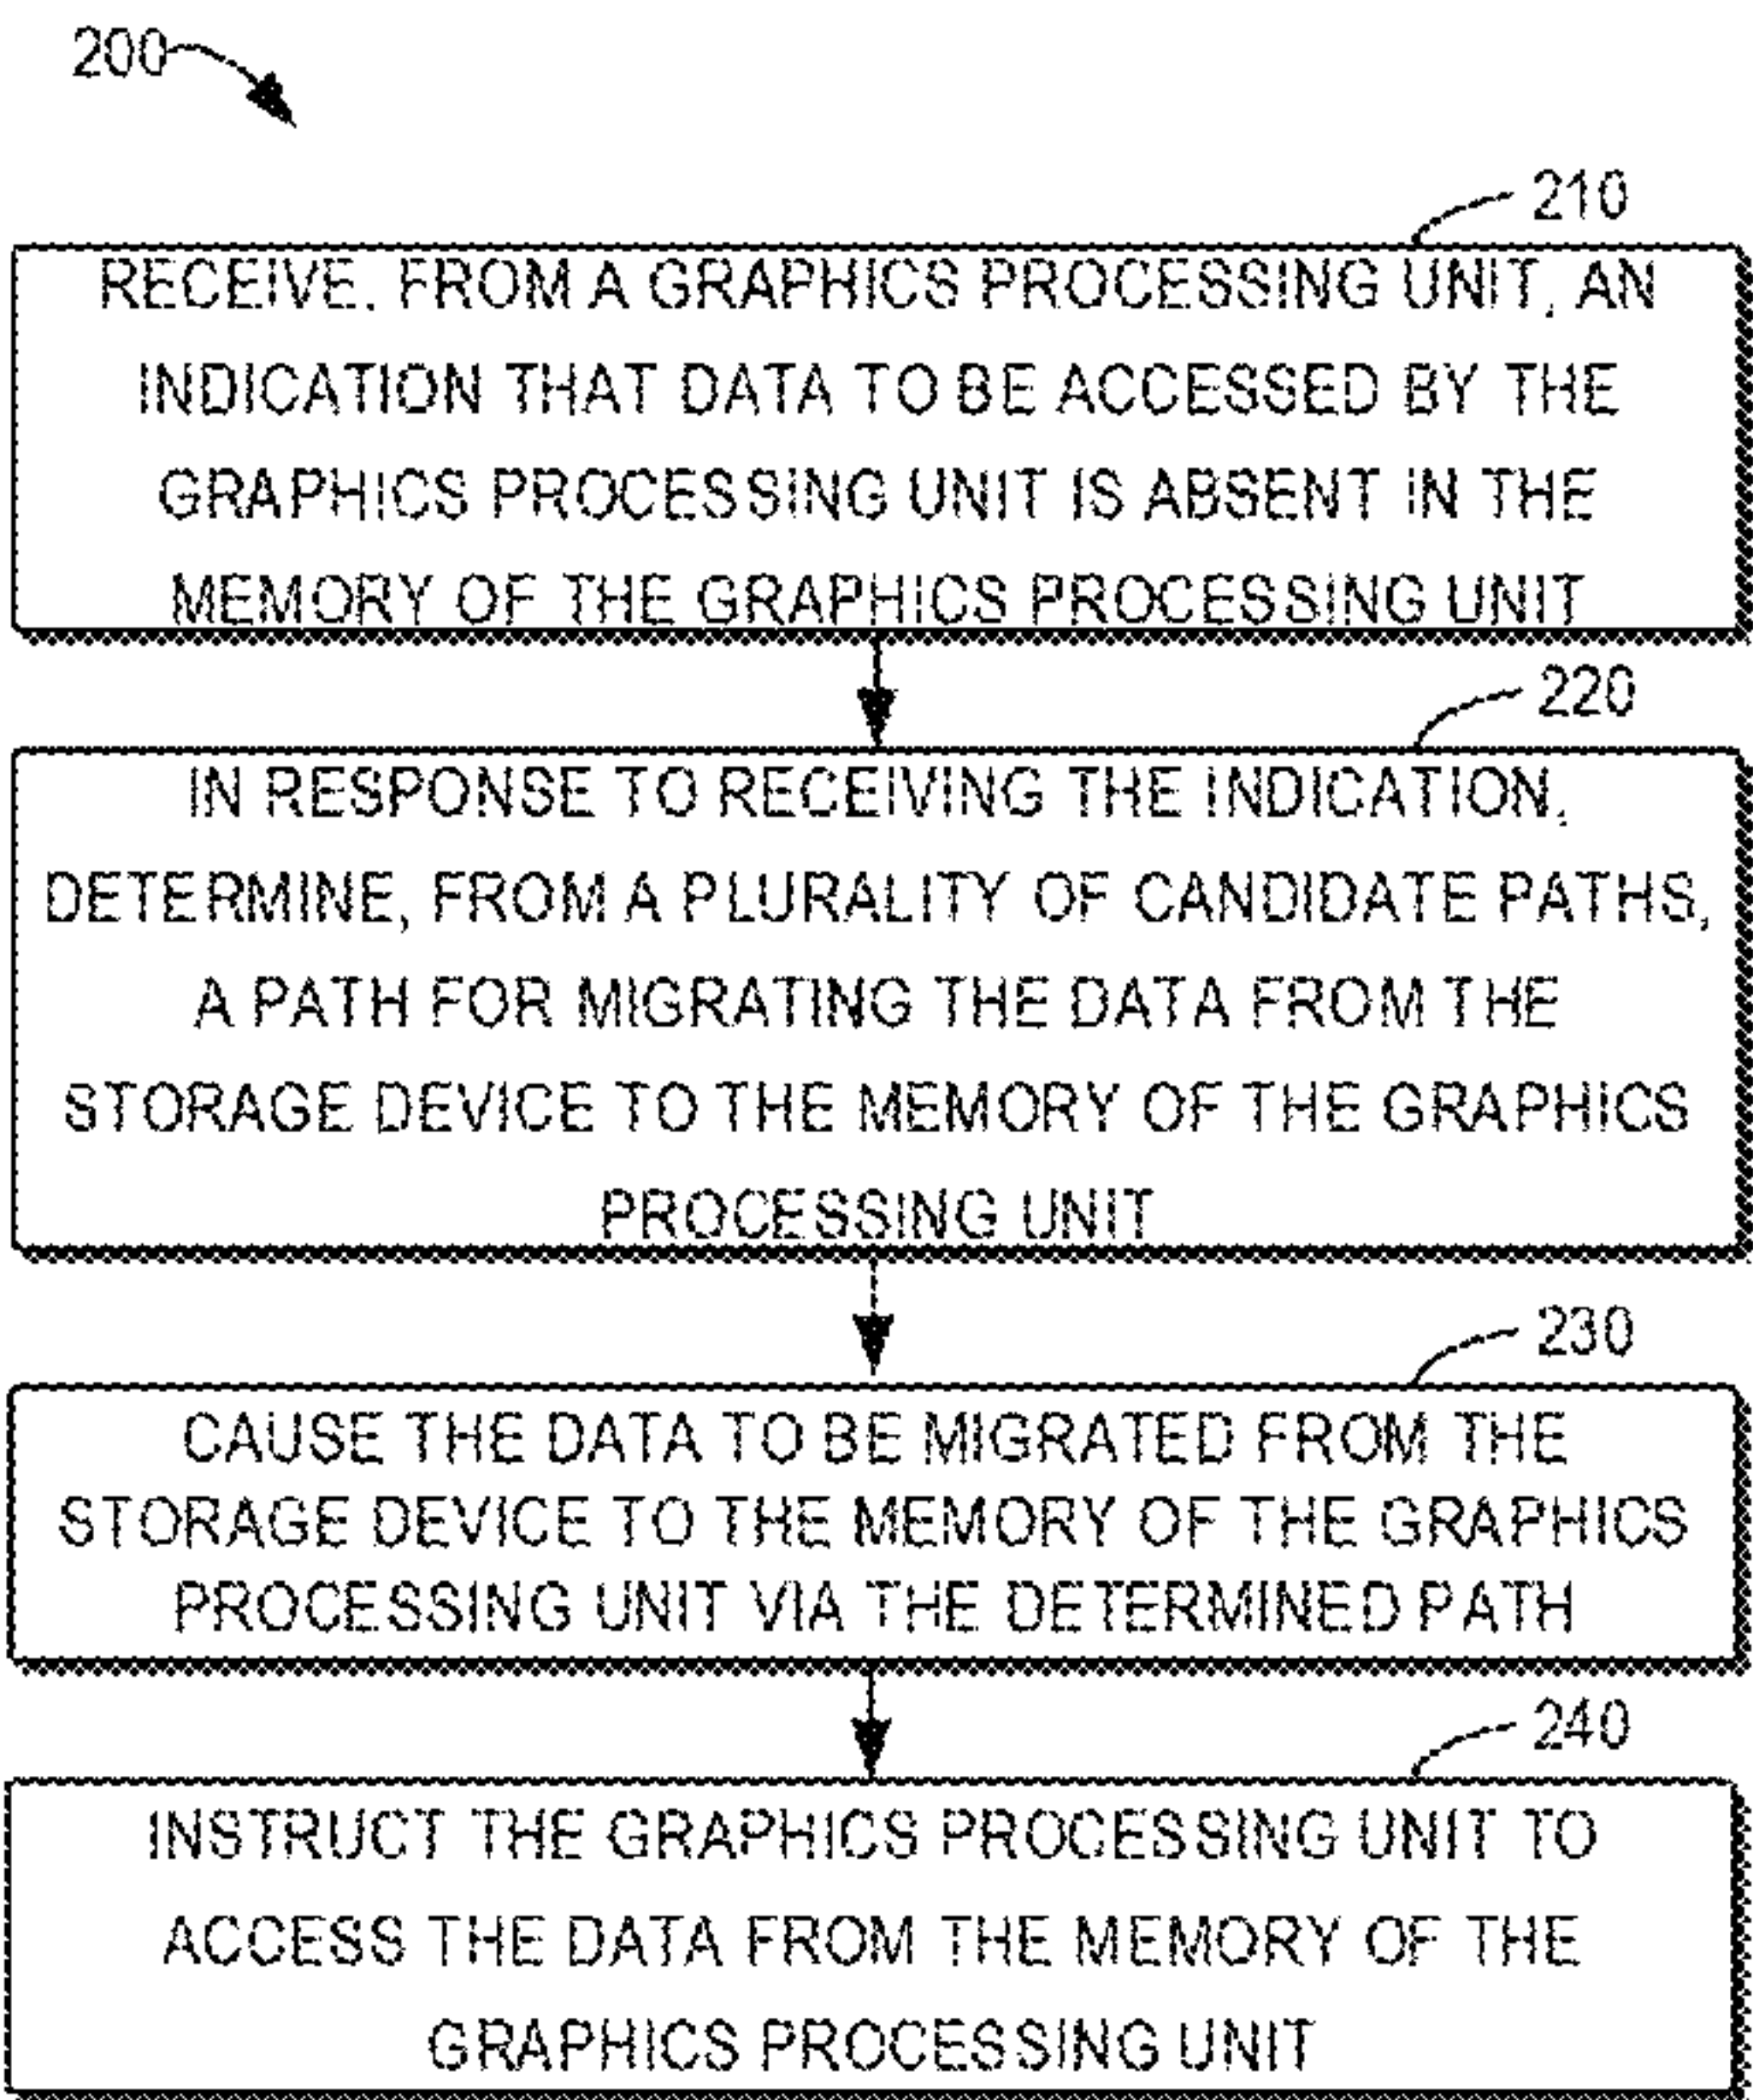 200
210
RECEIVE, FROM A GRAPHICS PROCESSING UNIT, AN
INDICATION THAT DATA TO BE ACCESSED BY THE
GRAPHICS PROCESSING UNIT IS ABSENT IN THE
MEMORY OF THE GRAPHICS PROCESSING UNIT
220
IN RESPONSE TO RECEIVING THE INDICATION,
DETERMINE, FROM A PLURALITY OF CANDIDATE PATHS,
A PATH FOR MIGRATING THE DATA FROM THE
STORAGE DEVICE TO THE MEMORY OF THE GRAPHICS
PROCESSING UNIT
230
CAUSE THE DATA TO BE MIGRATED FROM THE
STORAGE DEVICE TO THE MEMORY OF THE GRAPHICS
PROCESSING UNIT VIA THE DETERMINED PATH
240
INSTRUCT THE GRAPHICS PROCESSING UNIT TO
ACCESS THE DATA FROM THE MEMORY OF THE
GRAPHICS PROCESSING UNIT